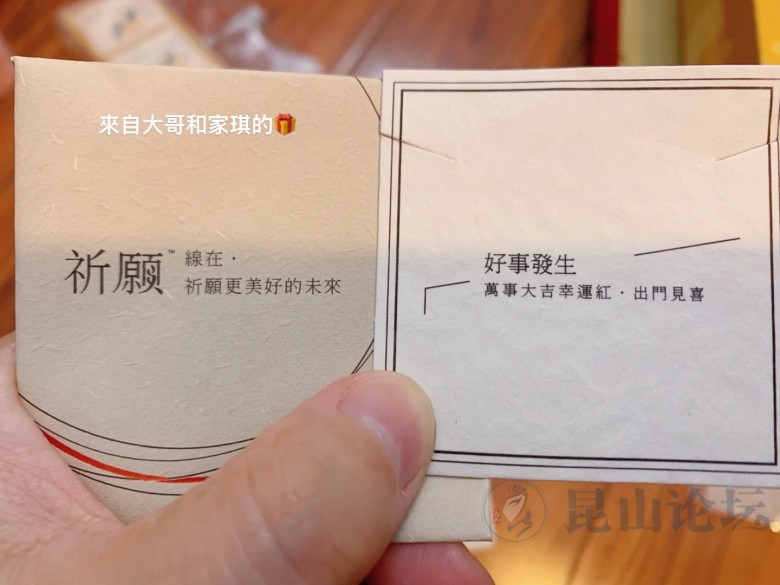 來自大哥和家琪的🎁
祈願™
線在·
祈願更美好的未來
好事發生
萬事大吉幸運紅·出門見喜
昆山论坛